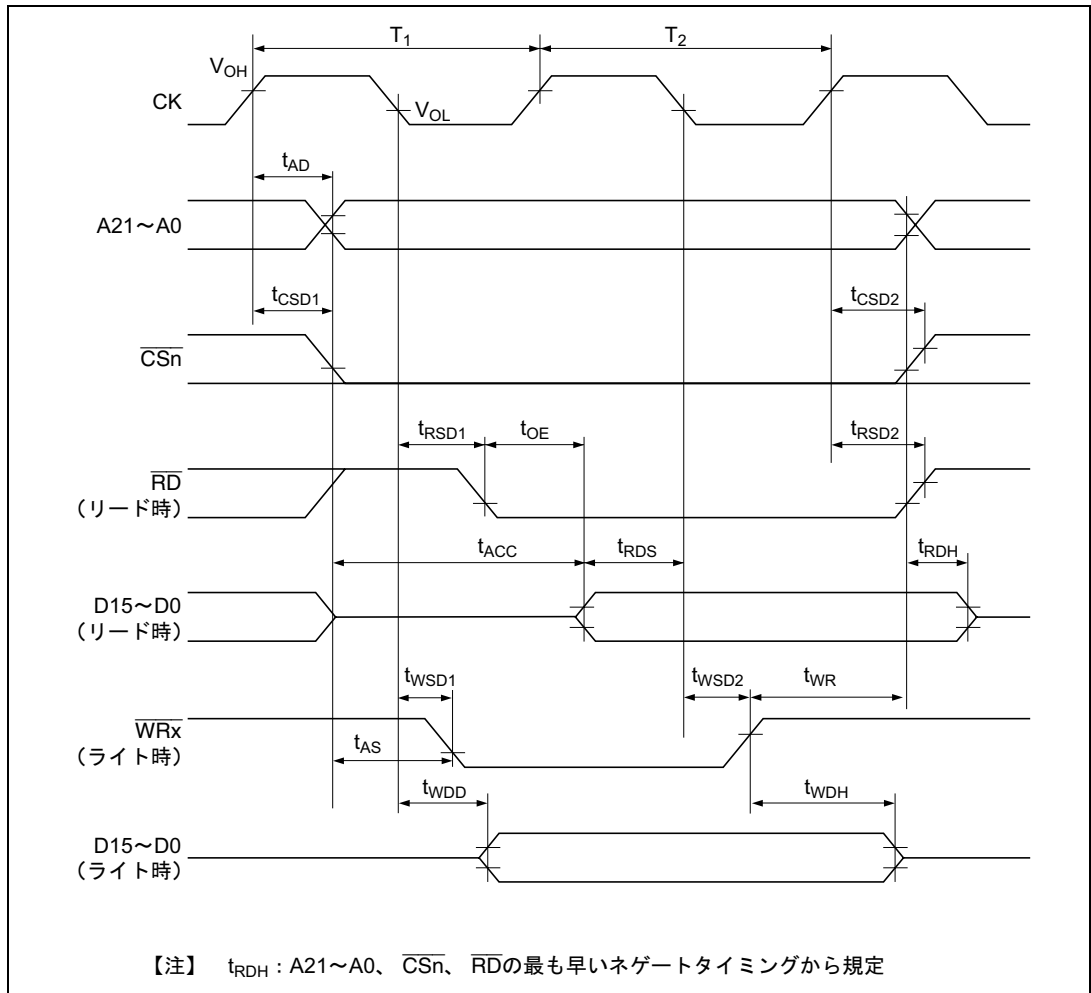 T1 T2
VOH
CK
VOL
tAD
A21～A0
tCSD1 tCSD2
CSn
tRSD1 tOE tRSD2
RD
（リード時）
tACC tRDS tRDH
D15～D0
（リード時）
tWSD1 tWSD2 tWR
WRx
（ライト時）
tAS
tWDD tWDH
D15～D0
（ライト時）
【注】 tRDH：A21～A0、CSn、RDの最も早いネゲートタイミングから規定